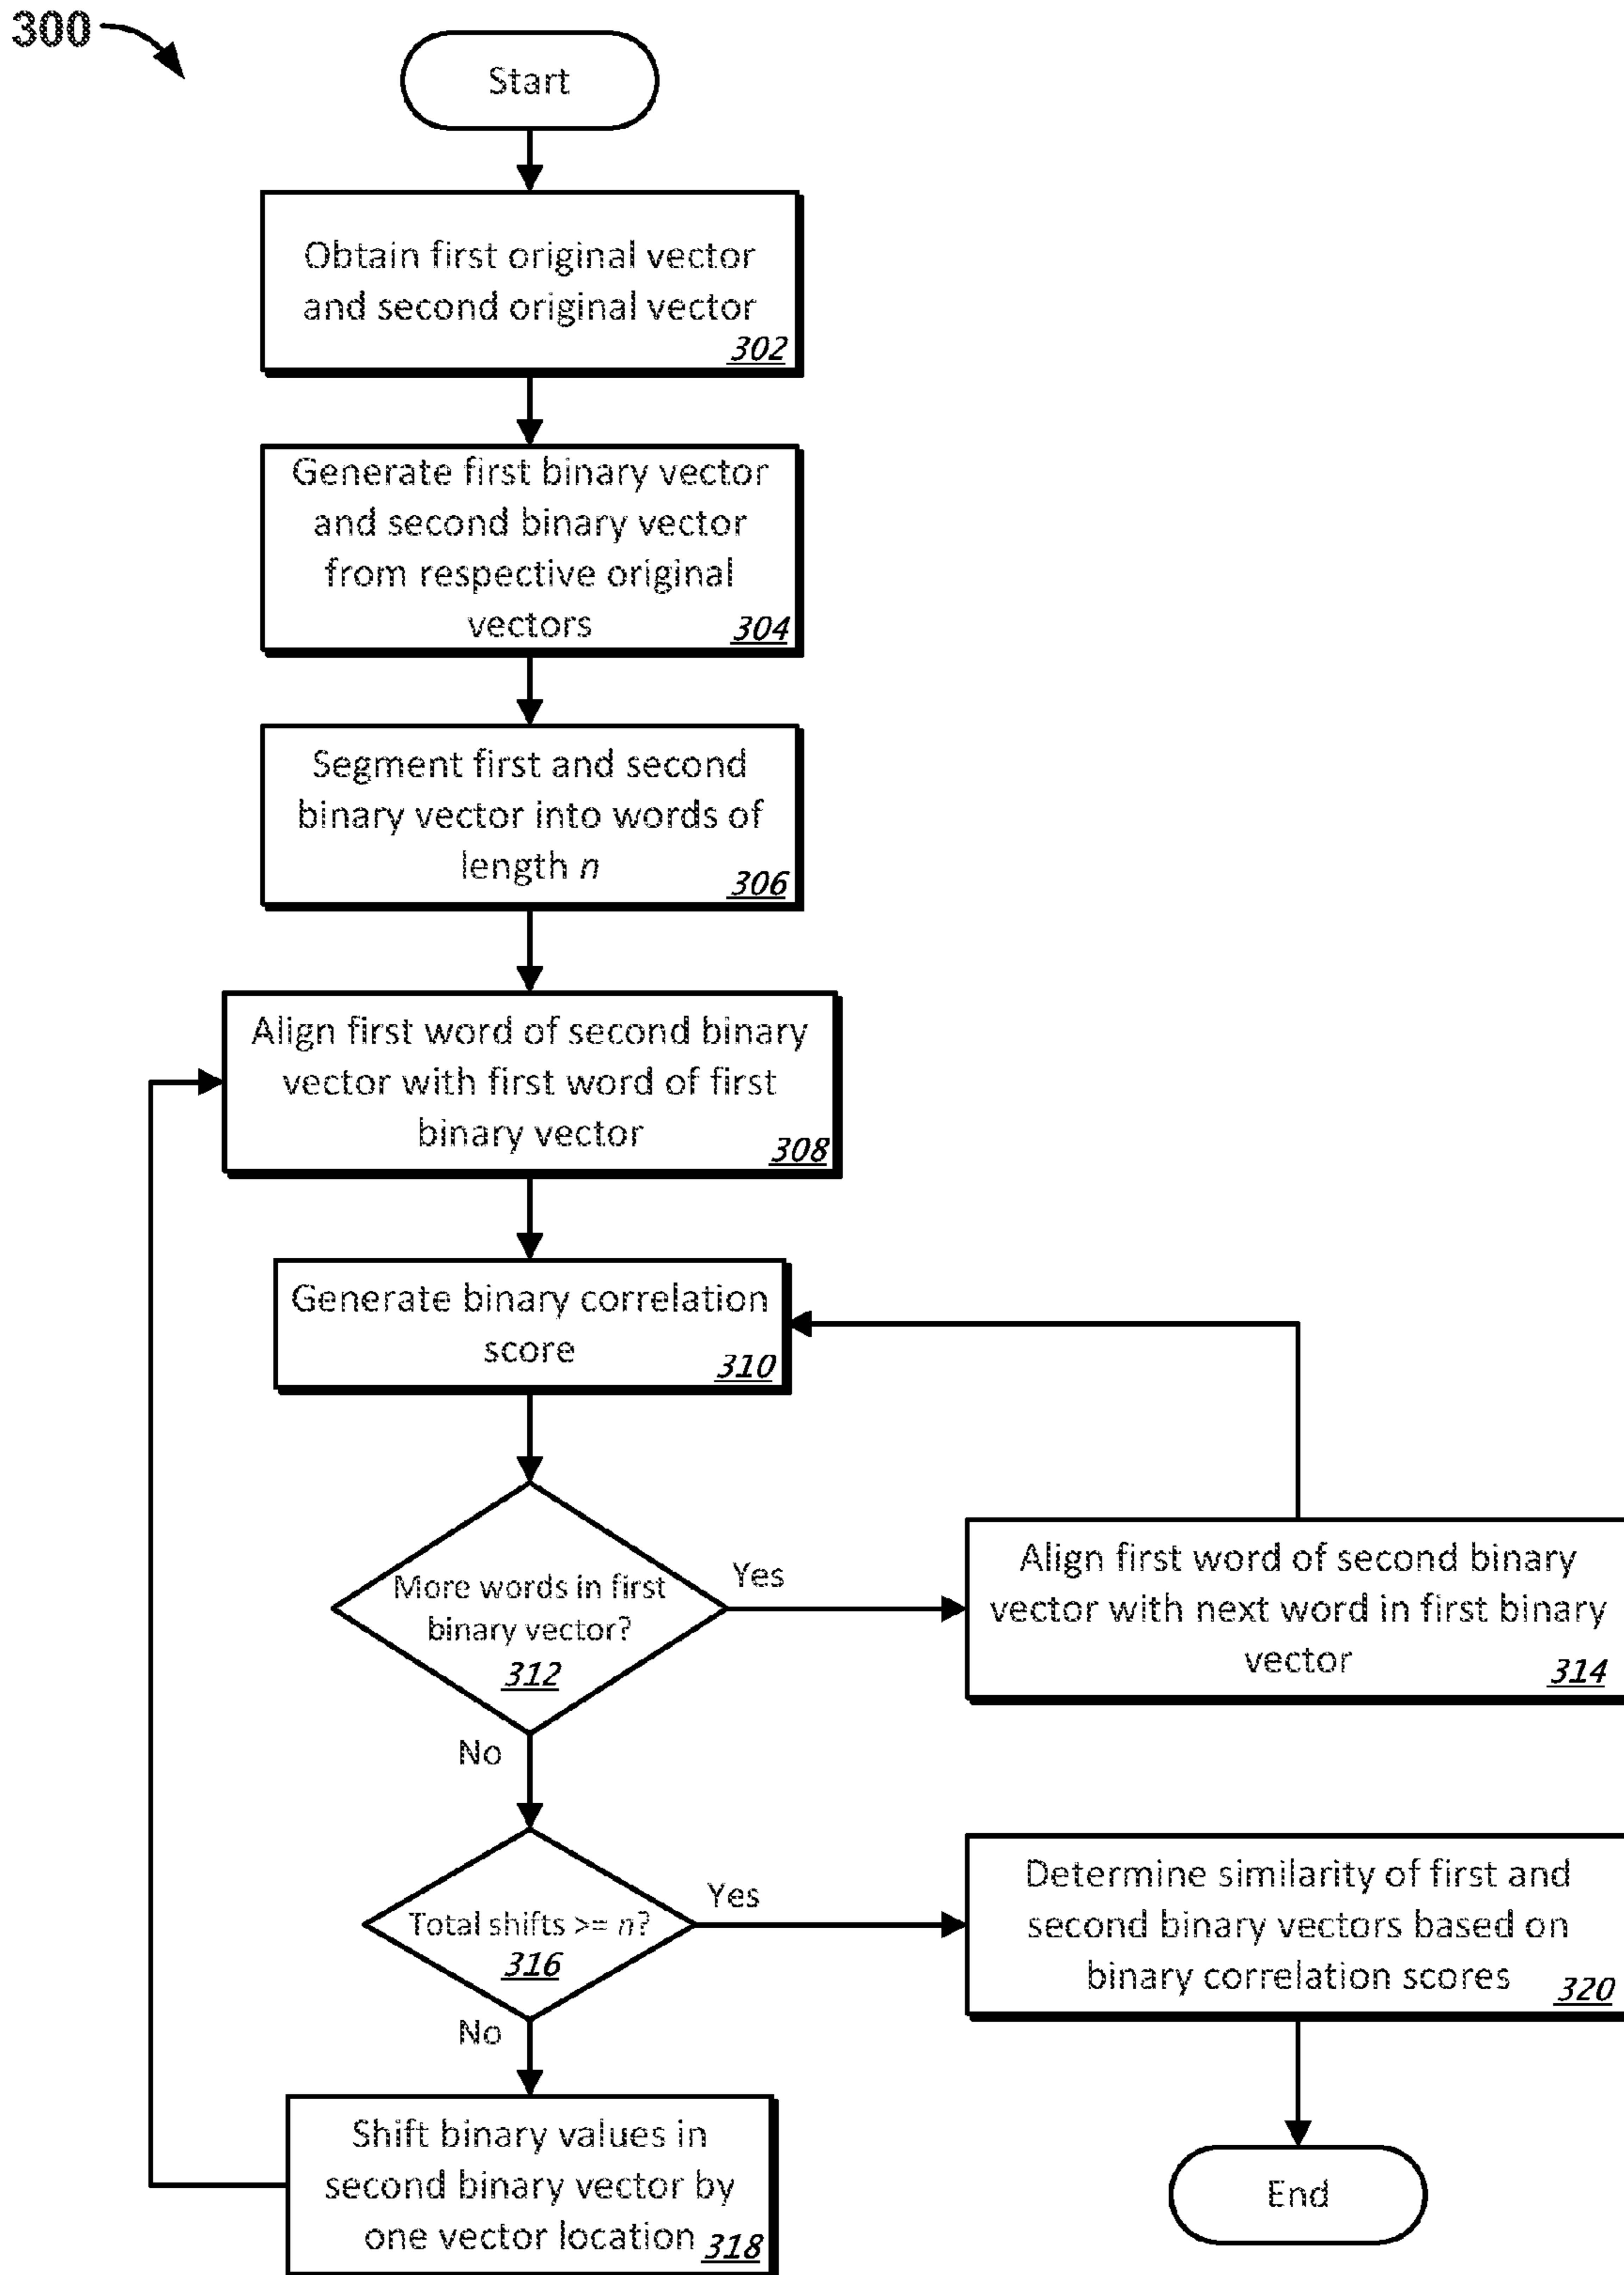 300
Start
Obtain first original vector
and second original vector
302
Generate first binary vector
and second binary vector
from respective original
vectors
304
Segment first and second
binary vector into words of
length n
306
Align first word of second binary
vector with first word of first
binary vector
308
Generate binary correlation
score
310
More words in first
binary vector?
312
Yes
Align first word of second binary
vector with next word in first binary
vector
314
No
Total shifts >= n?
316
Yes
Determine similarity of first and
second binary vectors based on
binary correlation scores
320
No
Shift binary values in
second binary vector by
one vector location
318
End